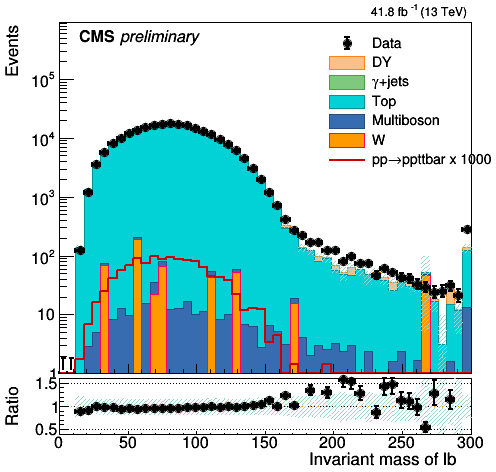 41.8 fb⁻¹ (13 TeV)
CMS preliminary
Events
Data
DY
γ+jets
Top
Multiboson
W
pp→ppttbar x 1000
10⁵
10⁴
10³
10²
10
1
Ratio
1.5
1
0.5
0 50 100 150 200 250 300
Invariant mass of lb